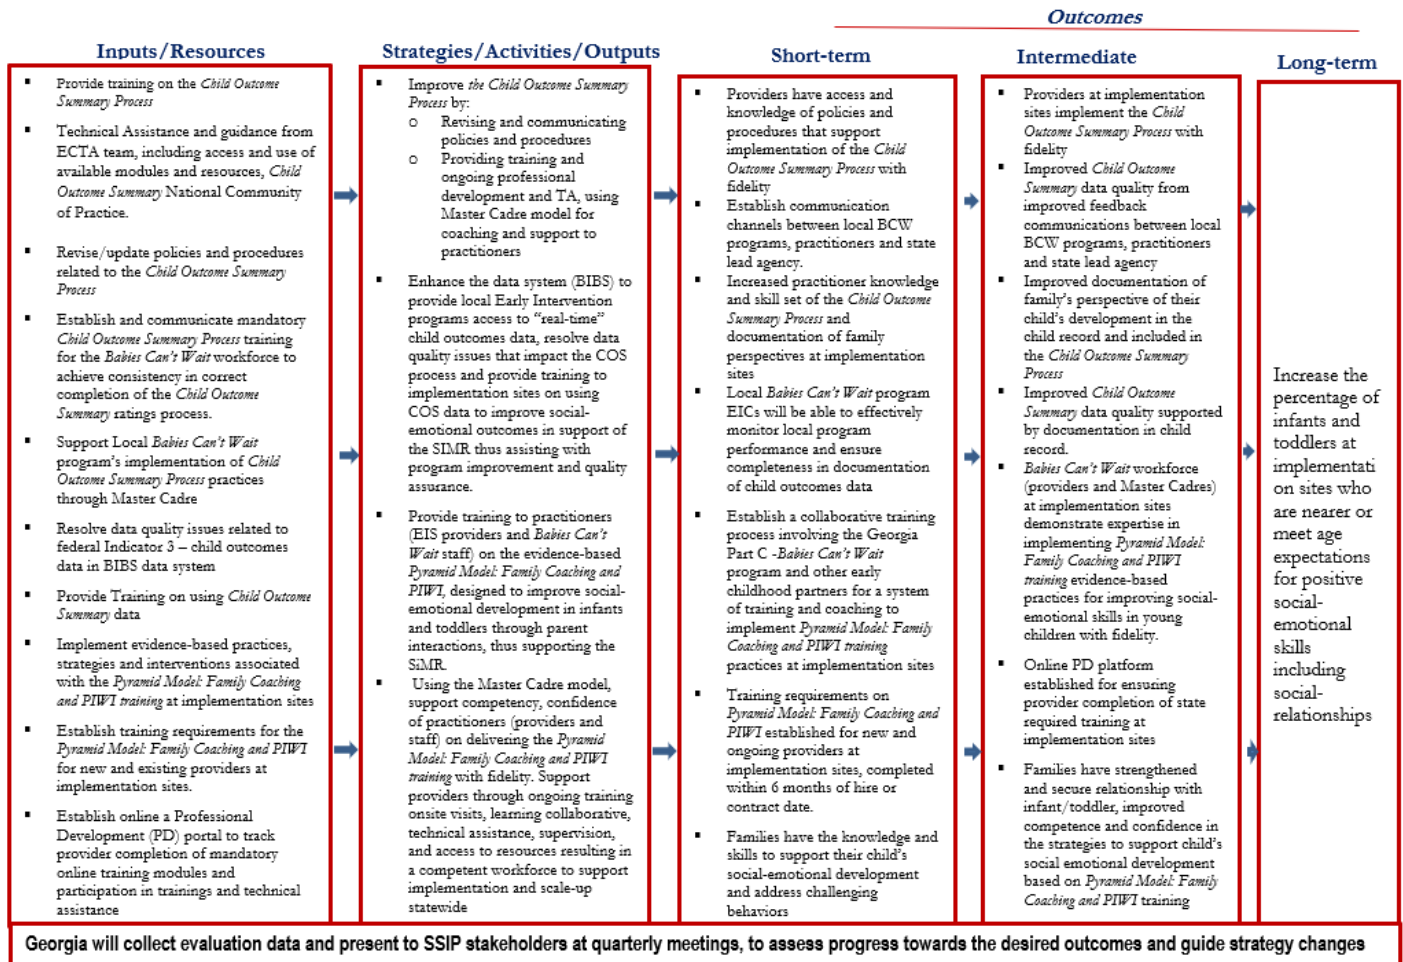 Outcomes
Inputs/Resources
Strategies/Activities/Outputs
Short-term
Intermediate
Long-term
▪ Provide training on the Child Outcome
Summary Process
▪ Technical Assistance and guidance from
ECTA team, including access and use of
available modules and resources, Child
Outcome Summary National Community
of Practice.
▪ Revise/update policies and procedures
related to the Child Outcome Summary
Process
▪ Establish and communicate mandatory
Child Outcome Summary Process training
for the Babies Can't Wait workforce to
achieve consistency in correct
completion of the Child Outcome
Summary ratings process.
▪ Support Local Babies Can't Wait
program's implementation of Child
Outcome Summary Process practices
through Master Cadre
▪ Resolve data quality issues related to
federal Indicator 3 – child outcomes
data in BIBS data system
▪ Provide Training on using Child Outcome
Summary data
▪ Implement evidence-based practices,
strategies and interventions associated
with the Pyramid Model: Family Coaching
and PIWI training at implementation sites
▪ Establish training requirements for the
Pyramid Model: Family Coaching and PIWI
for new and existing providers at
implementation sites.
▪ Establish online a Professional
Development (PD) portal to track
provider completion of mandatory
online training modules and
participation in trainings and technical
assistance
▪ Improve the Child Outcome Summary
Process by:
o Revising and communicating
policies and procedures
o Providing training and
ongoing professional
development and TA, using
Master Cadre model for
coaching and support to
practitioners
▪ Enhance the data system (BIBS) to
provide local Early Intervention
programs access to “real-time”
child outcomes data, resolve data
quality issues that impact the COS
process and provide training to
implementation sites on using
COS data to improve social-
emotional outcomes in support of
the SIMR thus assisting with
program improvement and quality
assurance.
▪ Provide training to practitioners
(EIS providers and Babies Can't
Wait staff) on the evidence-based
Pyramid Model: Family Coaching and
PIWI, designed to improve social-
emotional development in infants
and toddlers through parent
interactions, thus supporting the
SiMR.
▪ Using the Master Cadre model,
support competency, confidence
of practitioners (providers and
staff) on delivering the Pyramid
Model: Family Coaching and PIWI
training with fidelity. Support
providers through ongoing training
onsite visits, learning collaborative,
technical assistance, supervision,
and access to resources resulting in
a competent workforce to support
implementation and scale-up
statewide
▪ Providers have access and
knowledge of policies and
procedures that support
implementation of the Child
Outcome Summary Process with
fidelity
▪ Establish communication
channels between local BCW
programs, practitioners and state
lead agency.
▪ Increased practitioner knowledge
and skill set of the Child Outcome
Summary Process and
documentation of family
perspectives at implementation
sites
▪ Local Babies Can't Wait program
EICs will be able to effectively
monitor local program
performance and ensure
completeness in documentation
of child outcomes data
▪ Establish a collaborative training
process involving the Georgia
Part C -Babies Can't Wait
program and other early
childhood partners for a system
of training and coaching to
implement Pyramid Model: Family
Coaching and PIWI training
practices at implementation sites
▪ Training requirements on
Pyramid Model: Family Coaching and
PIWI established for new and
ongoing providers at
implementation sites, completed
within 6 months of hire or
contract date.
▪ Families have the knowledge and
skills to support their child's
social-emotional development
and address challenging
behaviors
▪ Providers at implementation
sites implement the Child
Outcome Summary Process with
fidelity
▪ Improved Child Outcome
Summary data quality from
improved feedback
communications between local
BCW programs, practitioners
and state lead agency
▪ Improved documentation of
family's perspective of their
child's development in the
child record and included in
the Child Outcome Summary
Process
▪ Improved Child Outcome
Summary data quality supported
by documentation in child
record.
▪ Babies Can't Wait workforce
(providers and Master Cadres)
at implementation sites
demonstrate expertise in
implementing Pyramid Model:
Family Coaching and PIWI
training evidence-based
practices for improving social-
emotional skills in young
children with fidelity.
▪ Online PD platform
established for ensuring
provider completion of state
required training at
implementation sites
▪ Families have strengthened
and secure relationship with
infant/toddler, improved
competence and confidence in
the strategies to support child's
social emotional development
based on Pyramid Model: Family
Coaching and PIWI training
Increase the
percentage of
infants and
toddlers at
implementati
on sites who
are nearer or
meet age
expectations
for positive
social-
emotional
skills
including
social-
relationships
Georgia will collect evaluation data and present to SSIP stakeholders at quarterly meetings, to assess progress towards the desired outcomes and guide strategy changes